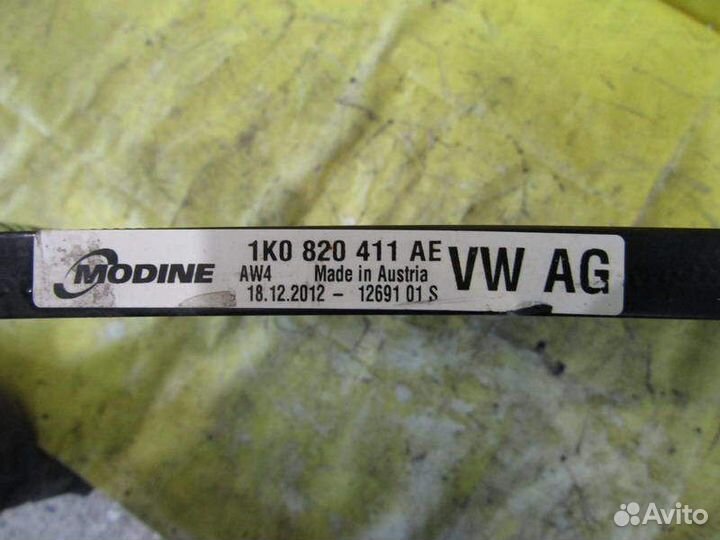 MODINE
1K0 820 411 AE
AW4 Made in Austria
18.12.2012 - 12691 01 S
VW AG
Avito